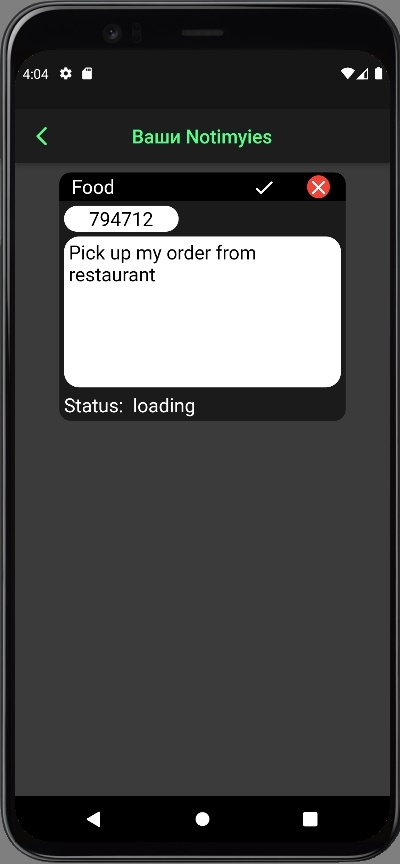 4:04
Ваши Notimyies
Food
794712
Pick up my order from
restaurant
Status: loading